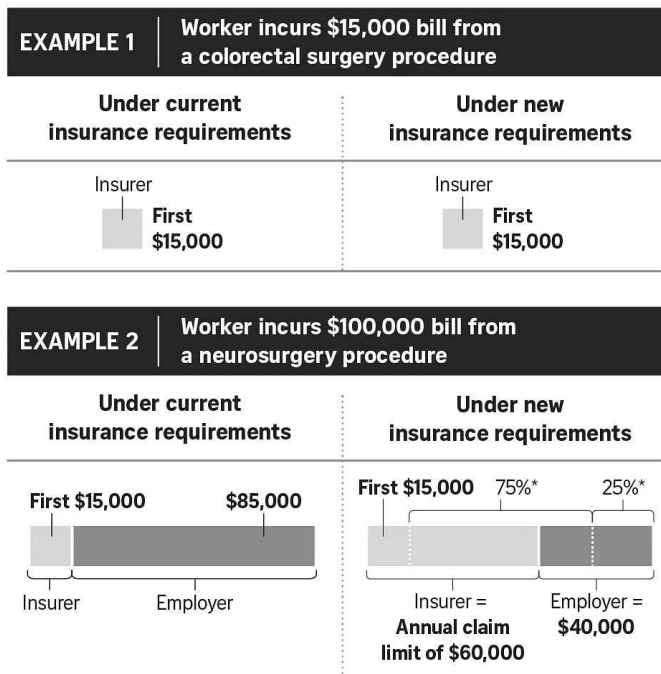 EXAMPLE 1
Worker incurs $15,000 bill from
a colorectal surgery procedure
Under current
insurance requirements
Under new
insurance requirements
Insurer
First
$15,000
Insurer
First
$15,000
EXAMPLE 2
Worker incurs $100,000 bill from
a neurosurgery procedure
Under current
insurance requirements
Under new
insurance requirements
First $15,000
$85,000
Insurer
Employer
First $15,000
75%*
25%*
Insurer =
Annual claim
limit of $60,000
Employer =
$40,000